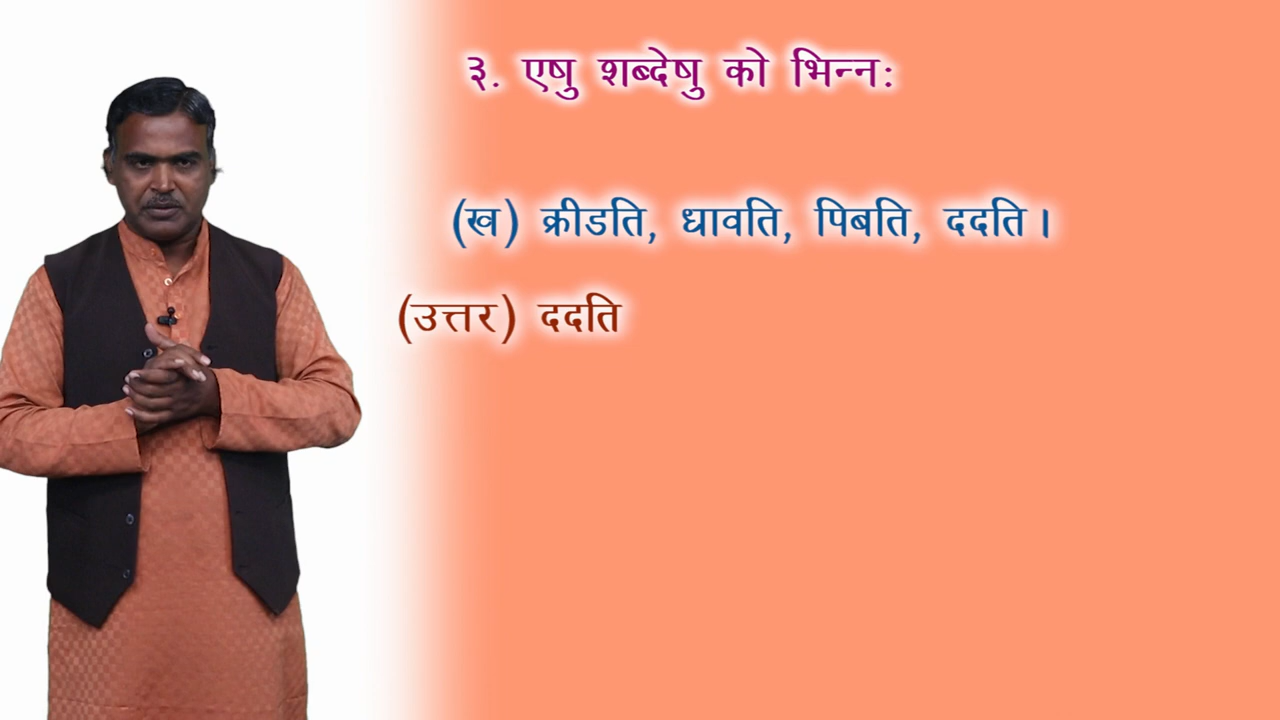 ३. एषु शब्देषु को भिन्न:
(ख) क्रीडति, धावति, पिबति, ददति।
(उत्तर) ददति